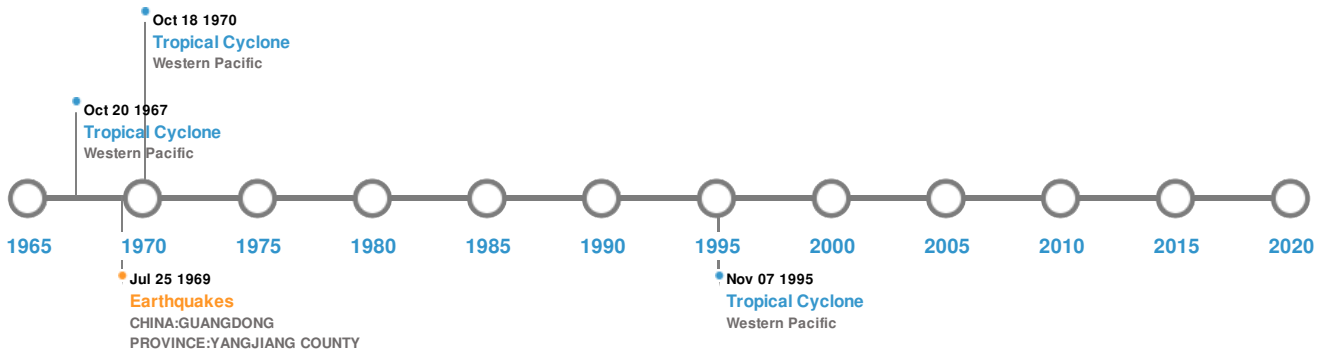 Oct 18 1970
Tropical Cyclone
Western Pacific
Oct 20 1967
Tropical Cyclone
Western Pacific
1965 1970 1975 1980 1985 1990 1995 2000 2005 2010 2015 2020
Jul 25 1969
Earthquakes
CHINA:GUANGDONG
PROVINCE:YANGJIANG COUNTY
Nov 07 1995
Tropical Cyclone
Western Pacific